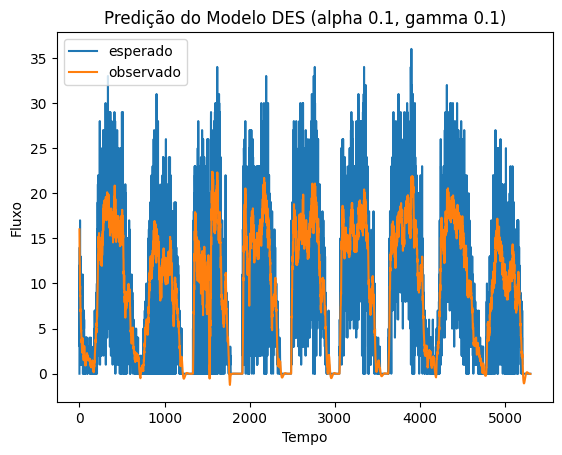 Predição do Modelo DES (alpha 0.1, gamma 0.1)
esperado
observado
Fluxo
35
30
25
20
15
10
5
0
0 1000 2000 3000 4000 5000
Tempo